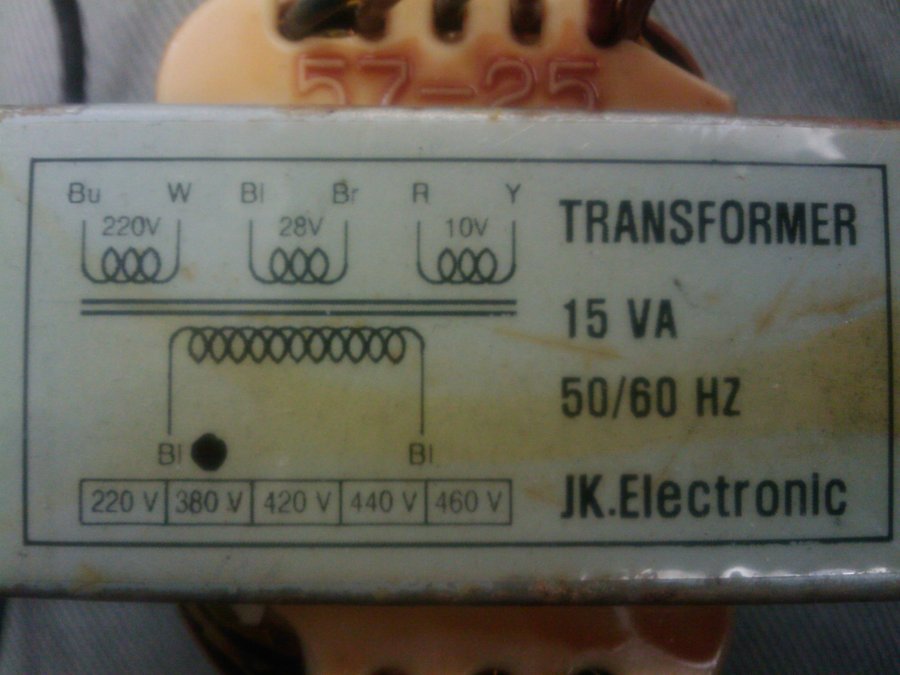 57-25
Bu W Bl Br R Y
220V 28V 10V
TRANSFORMER
15 VA
50/60 HZ
Bl Bl
220 V 380 V 420 V 440 V 460 V
JK.Electronic